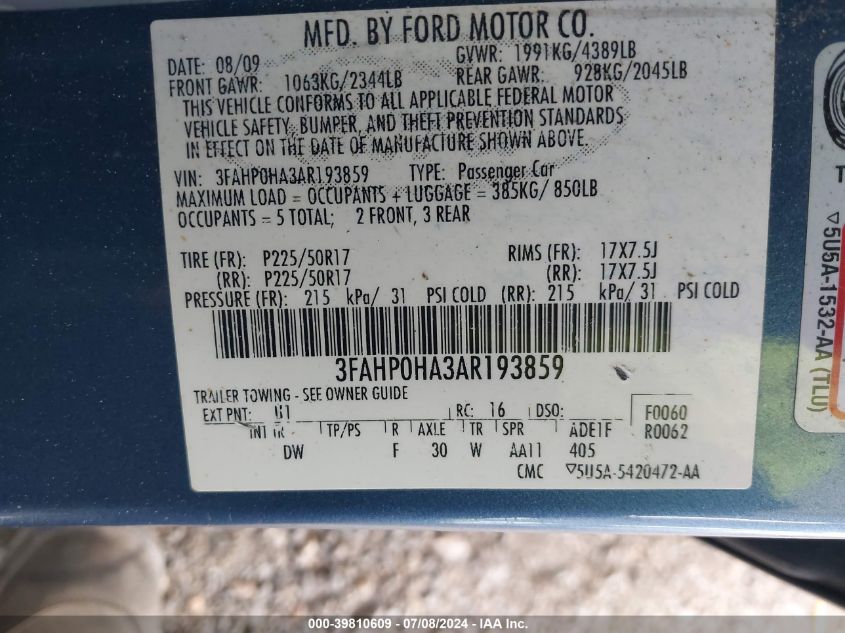 MFD. BY FORD MOTOR CO.
DATE: 08/09 GVWR: 1991KG/4389LB
FRONT GAWR: 1063KG/2344LB REAR GAWR: 928KG/2045LB
THIS VEHICLE CONFORMS TO ALL APPLICABLE FEDERAL MOTOR
VEHICLE SAFETY, BUMPER, AND THEFT PREVENTION STANDARDS
IN EFFECT ON THE DATE OF MANUFACTURE SHOWN ABOVE.
VIN: 3FAHP0HA3AR193859 TYPE: Passenger Car
MAXIMUM LOAD = OCCUPANTS + LUGGAGE = 385KG/ 850LB
OCCUPANTS = 5 TOTAL; 2 FRONT, 3 REAR
TIRE (FR): P225/50R17 RIMS (FR): 17X7.5J
(RR): P225/50R17 (RR): 17X7.5J
PRESSURE (FR): 215 kPa/ 31 PSI COLD (RR): 215 kPa/ 31 PSI COLD
3FAHP0HA3AR193859
TRAILER TOWING - SEE OWNER GUIDE
EXT PNT: RC: 16 DSO: F0060
INT TR TP/PS R AXLE TR SPR ADE1F R0062
DW F 30 W AA11 405
CMC ▽5U5A-5420472-AA
▽5U5A-1532-AA (TLU)
000-39810609 - 07/08/2024 - IAA